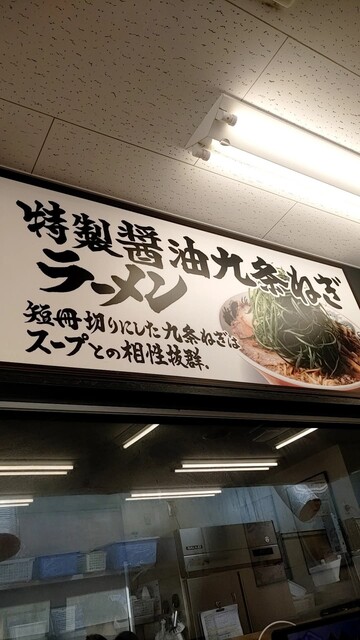 特製醤油九条ねぎ
ラーメン
短冊切りにした九条ねぎは
スープとの相性抜群。